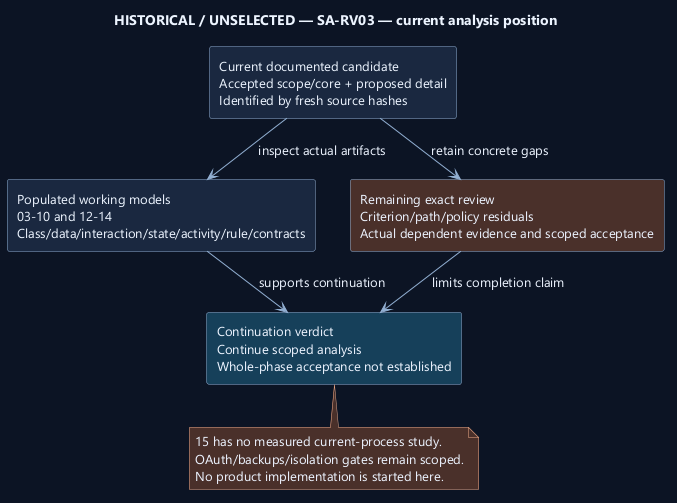 HISTORICAL / UNSELECTED — SA-RV03 — current analysis position
Current documented candidate
Accepted scope/core + proposed detail
Identified by fresh source hashes
inspect actual artifacts
retain concrete gaps
Populated working models
03-10 and 12-14
Class/data/interaction/state/activity/rule/contracts
Remaining exact review
Criterion/path/policy residuals
Actual dependent evidence and scoped acceptance
supports continuation
limits completion claim
Continuation verdict
Continue scoped analysis
Whole-phase acceptance not established
15 has no measured current-process study.
OAuth/backups/isolation gates remain scoped.
No product implementation is started here.